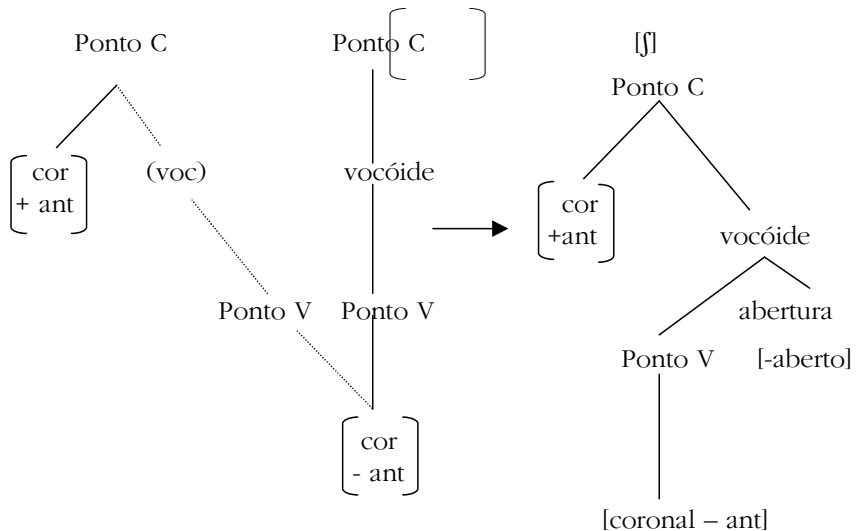 Ponto C
Ponto C
[ʃ]
Ponto C
cor
+ ant
(voc)
vocóide
cor
+ant
vocóide
Ponto V
Ponto V
abertura
Ponto V
[-aberto]
cor
- ant
[coronal – ant]